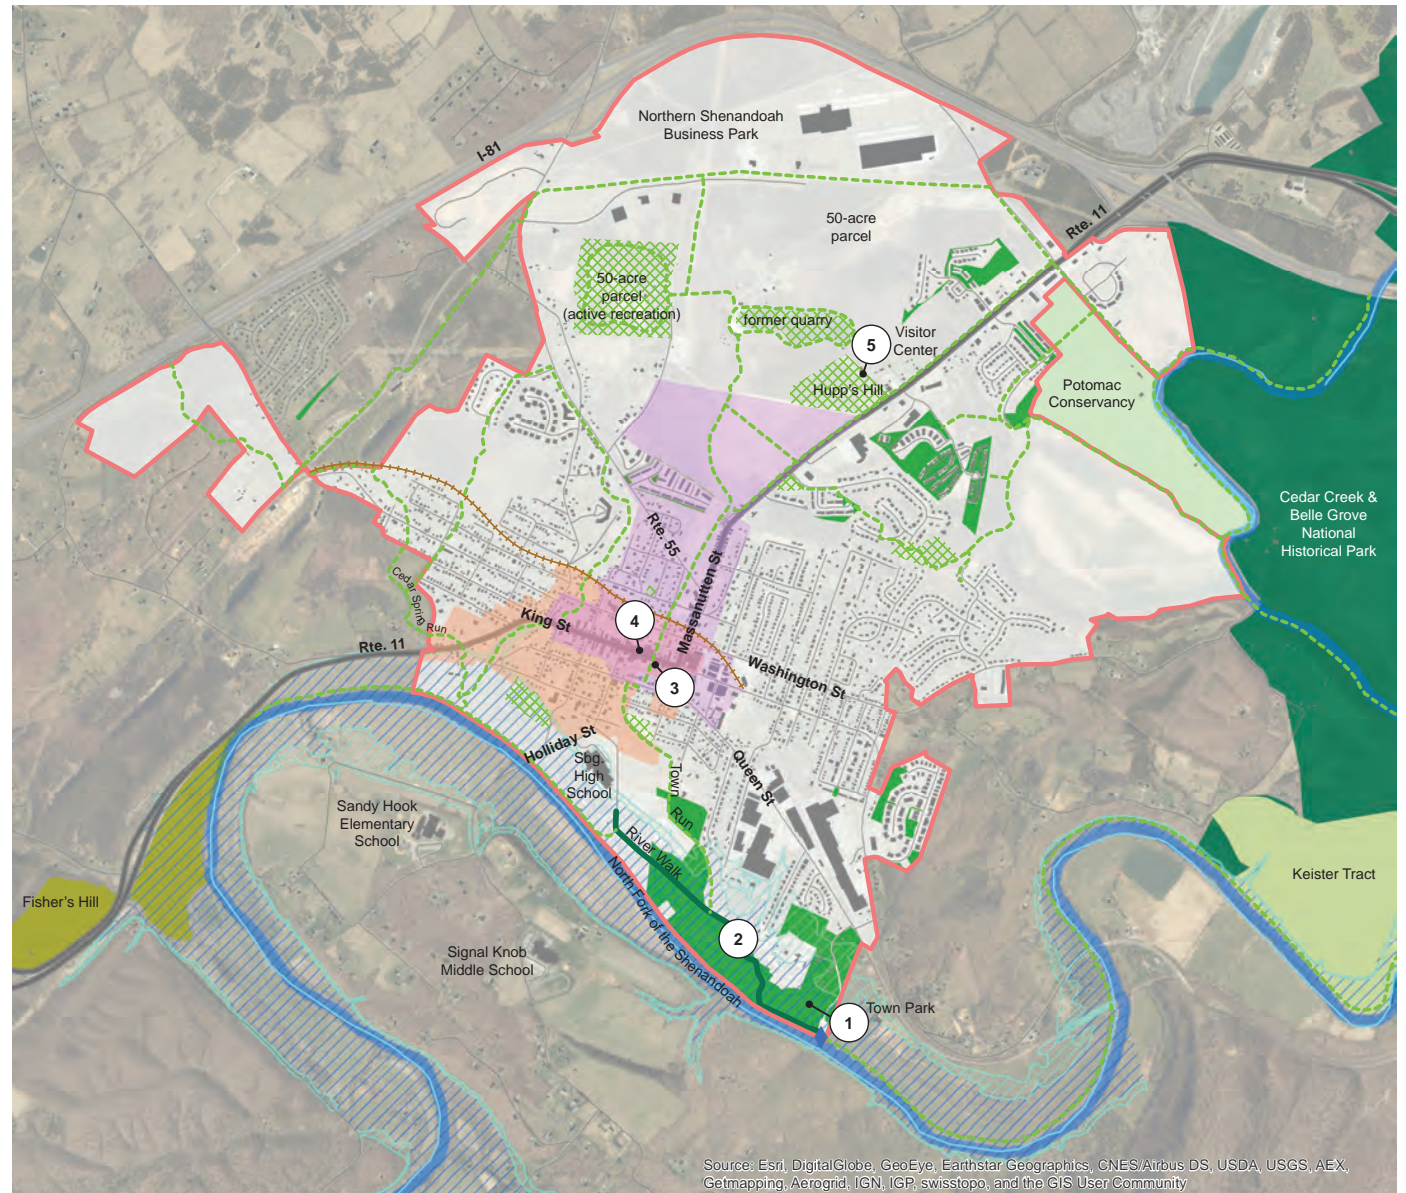 Northern Shenandoah
Business Park
I-81
Rte. 11
50-acre
parcel
50-acre
parcel
(active recreation)
former quarry
5
Visitor
Center
Hupp's Hill
Potomac
Conservancy
Cedar Creek &
Belle Grove
National
Historical Park
Rte. 55
Massanutten St
Cedar Spring
Run
King St
4
Rte. 11
3
Washington St
Holliday St
Sbg.
High
School
Queen St
Town
Run
Sandy Hook
Elementary
School
River Walk
Keister Tract
Fisher's Hill
North Fork of the Shenandoah
2
Signal Knob
Middle School
Town Park
1
Source: Esri, DigitalGlobe, GeoEye, Earthstar Geographics, CNES/Airbus DS, USDA, USGS, AEX,
Getmapping, Aerogrid, IGN, IGP, swisstopo, and the GIS User Community